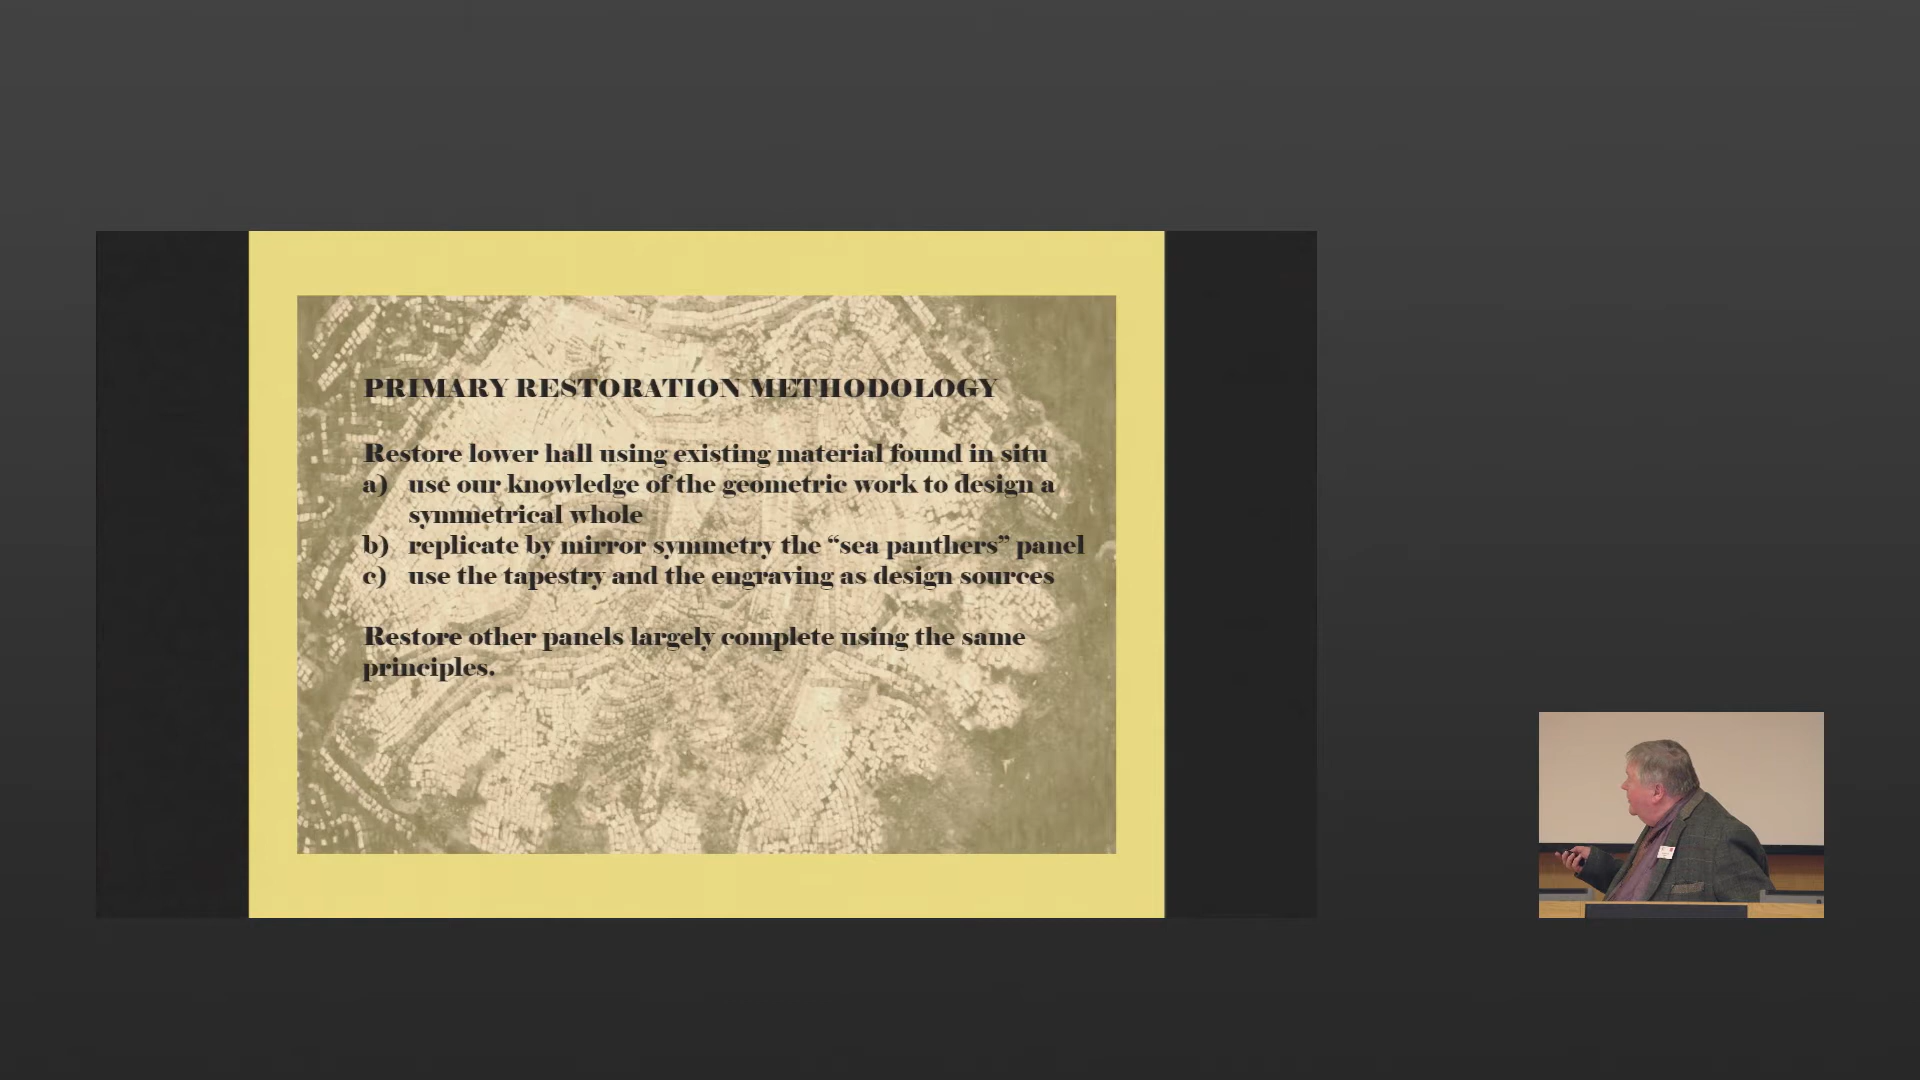 PRIMARY RESTORATION METHODOLOGY
Restore lower hall using existing material found in situ
a) use our knowledge of the geometric work to design a
symmetrical whole
b) replicate by mirror symmetry the “sea panthers” panel
c) use the tapestry and the engraving as design sources
Restore other panels largely complete using the same
principles.